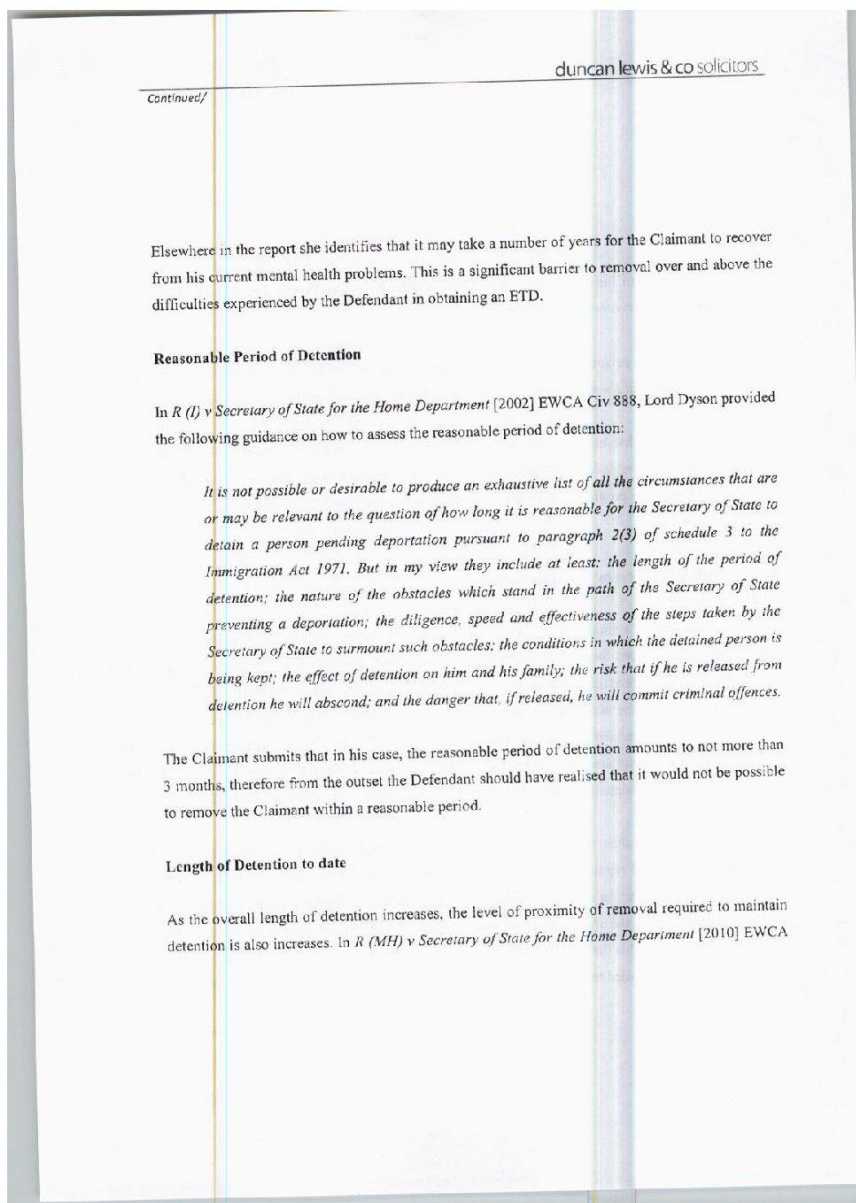 duncan lewis & co solicitors
Continued/
Elsewhere in the report she identifies that it may take a number of years for the Claimant to recover
from his current mental health problems. This is a significant barrier to removal over and above the
difficulties experienced by the Defendant in obtaining an ETD.
Reasonable Period of Detention
In R (I) v Secretary of State for the Home Department [2002] EWCA Civ 888, Lord Dyson provided
the following guidance on how to assess the reasonable period of detention:
It is not possible or desirable to produce an exhaustive list of all the circumstances that are
or may be relevant to the question of how long it is reasonable for the Secretary of State to
detain a person pending deportation pursuant to paragraph 2(3) of schedule 3 to the
Immigration Act 1971. But in my view they include at least: the length of the period of
detention; the nature of the obstacles which stand in the path of the Secretary of State
preventing a deportation; the diligence, speed and effectiveness of the steps taken by the
Secretary of State to surmount such obstacles; the conditions in which the detained person is
being kept; the effect of detention on him and his family; the risk that if he is released from
detention he will abscond; and the danger that, if released, he will commit criminal offences.
The Claimant submits that in his case, the reasonable period of detention amounts to not more than
3 months, therefore from the outset the Defendant should have realised that it would not be possible
to remove the Claimant within a reasonable period.
Length of Detention to date
As the overall length of detention increases, the level of proximity of removal required to maintain
detention is also increases. In R (MH) v Secretary of State for the Home Department [2010] EWCA